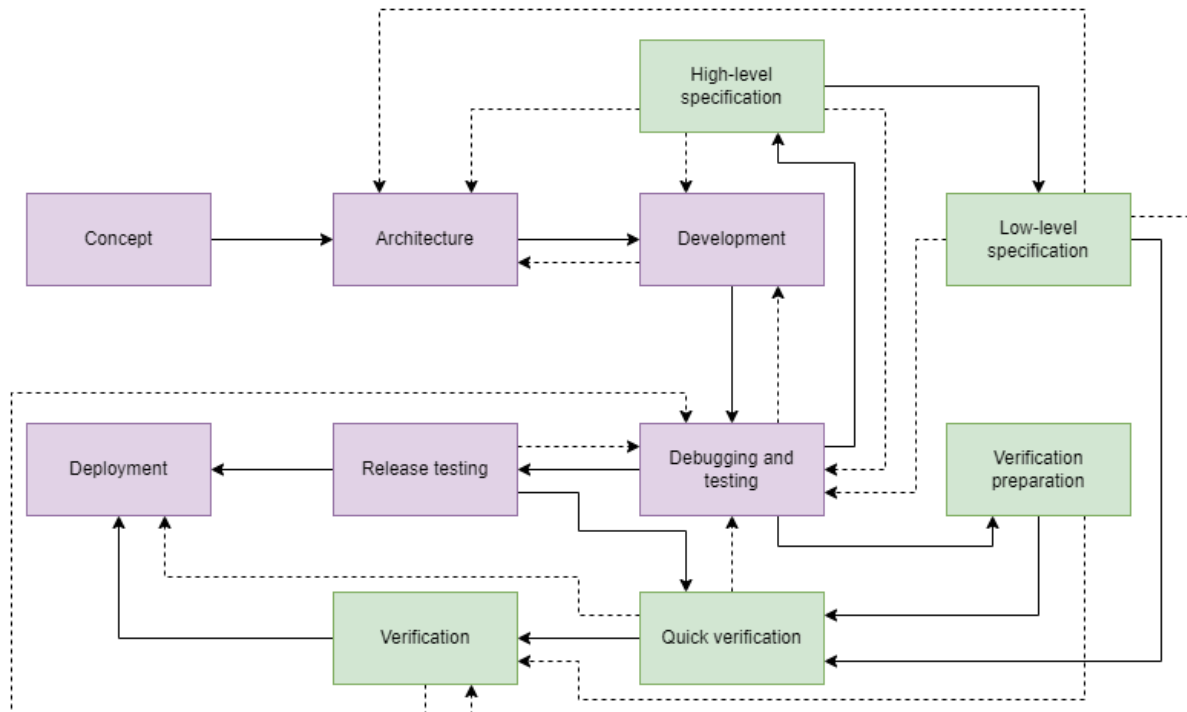 High-level
specification
Concept
Architecture
Development
Low-level
specification
Deployment
Release testing
Debugging and
testing
Verification
preparation
Verification
Quick verification